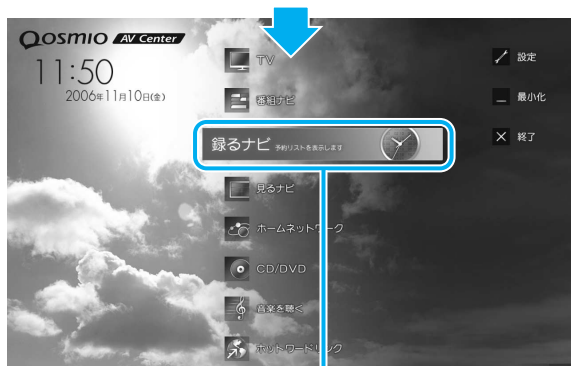 Qosmio AV Center
11:50
2006年11月10日(金)
TV
番組ナビ
録るナビ 予約リストを表示します
見るナビ
ホームネットワーク
CD/DVD
音楽を聴く
ホットワードリンク
設定
最小化
終了